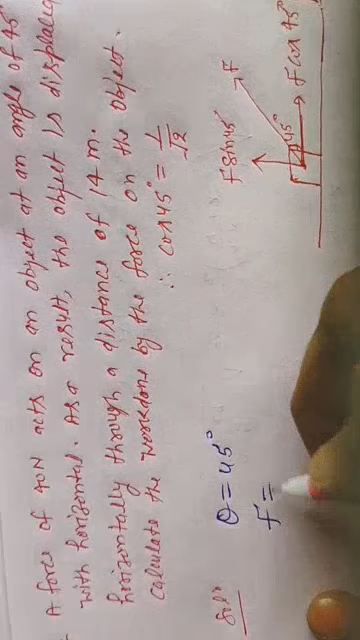 A force of 40N acts on an object at an angle of 45°
with horizontal. As a result, the object is displaced
horizontally through a distance of 14 m.
Calculate the workdone by the force on the object.
∴ cos 45° = 1/√2
F
F sin 45°
45°
F cos 45°
Sol^n
θ = 45°
F =